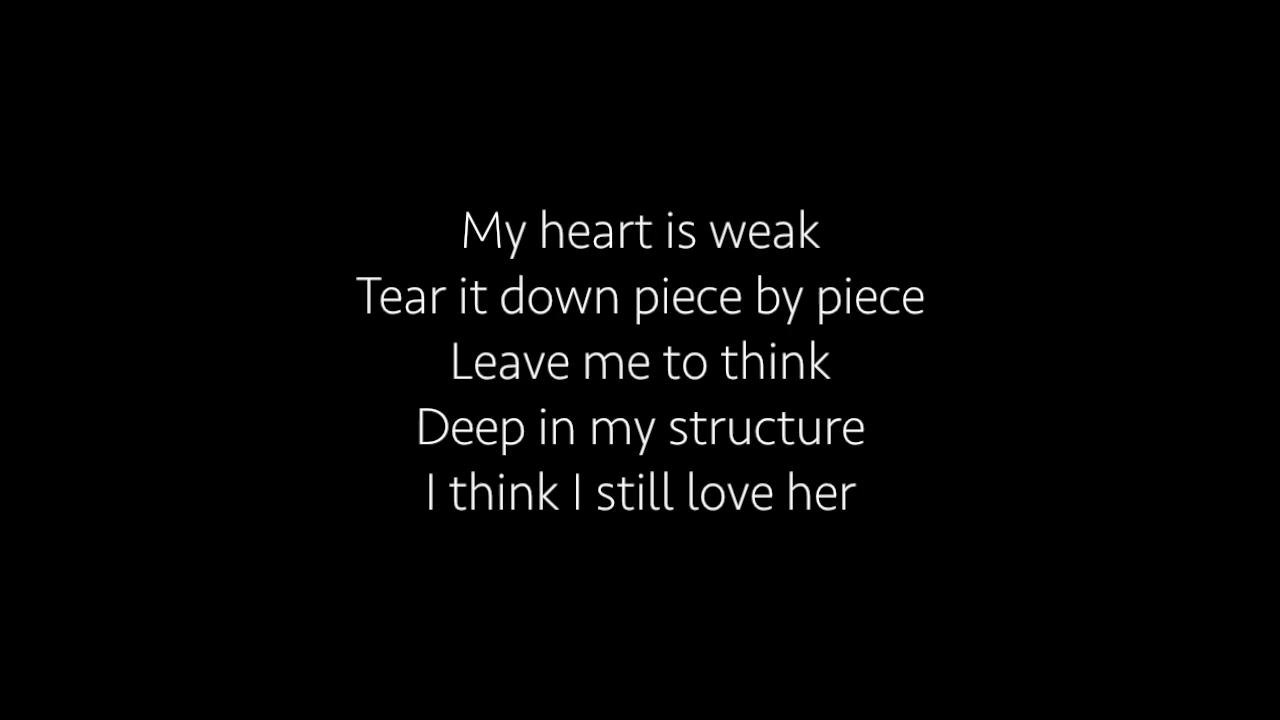 My heart is weak
Tear it down piece by piece
Leave me to think
Deep in my structure
I think I still love her